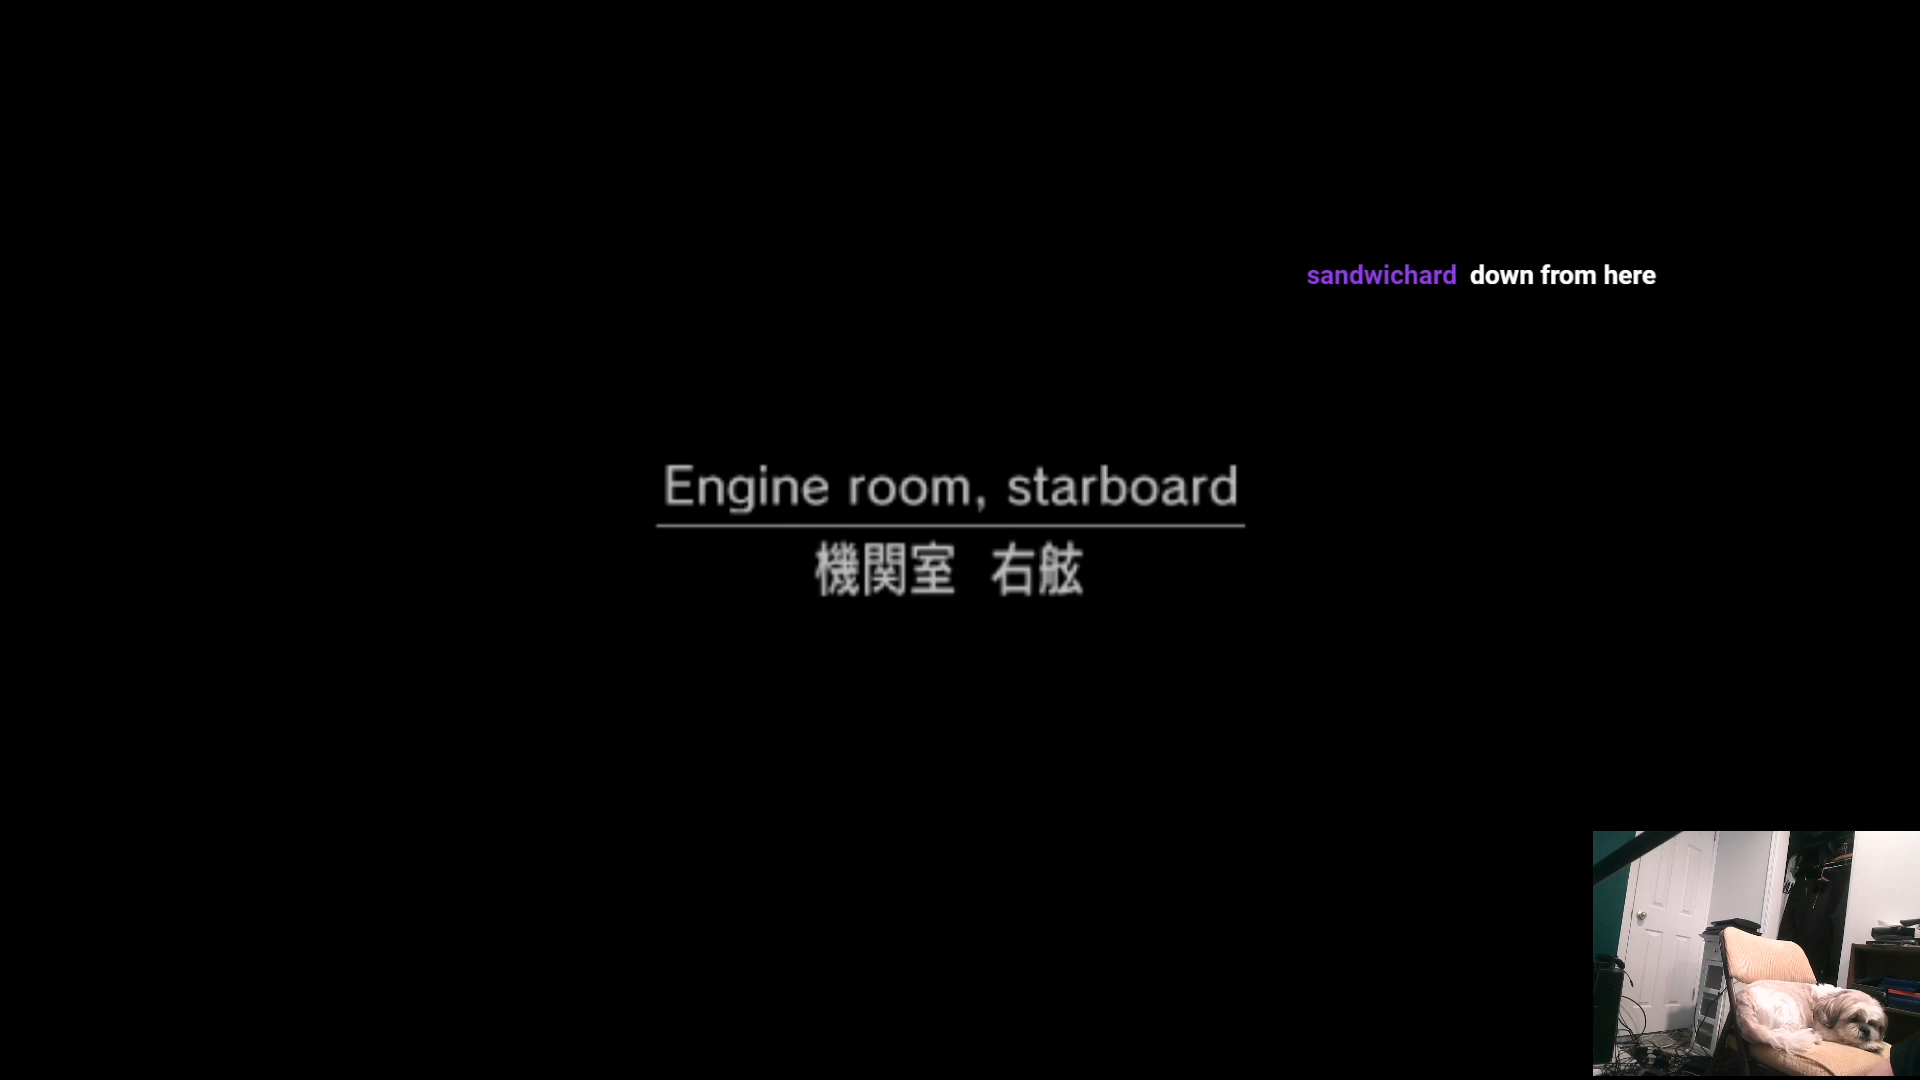 sandwichard down from here
Engine room, starboard
機関室 右舷